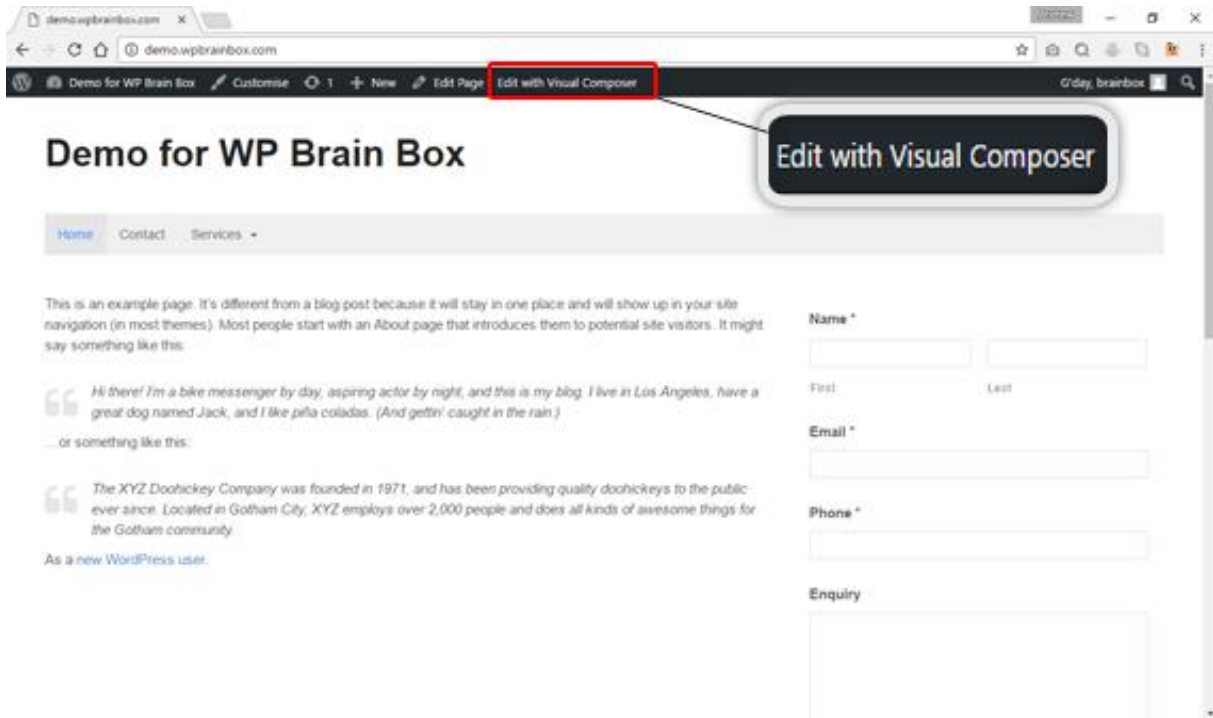 demo.wpbrainbox.com
demo.wpbrainbox.com
Demo for WP Brain Box Customise 1 New Edit Page Edit with Visual Composer G'day, brainbox
Edit with Visual Composer
Demo for WP Brain Box
Home Contact Services
This is an example page. It's different from a blog post because it will stay in one place and will show up in your site
navigation (in most themes). Most people start with an About page that introduces them to potential site visitors. It might
say something like this:
Hi there! I'm a bike messenger by day, aspiring actor by night, and this is my blog. I live in Los Angeles, have a
great dog named Jack, and I like piña coladas. (And gettin' caught in the rain.)
...or something like this:
The XYZ Doohickey Company was founded in 1971, and has been providing quality doohickeys to the public
ever since. Located in Gotham City, XYZ employs over 2,000 people and does all kinds of awesome things for
the Gotham community.
As a new WordPress user.
Name *
First Last
Email *
Phone *
Enquiry